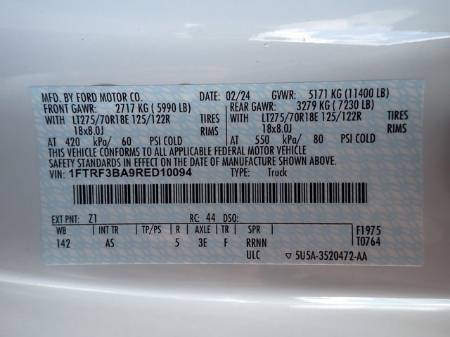 MFD. BY FORD MOTOR CO. 02/24 GVWR: 5171 KG (11400 LB)
FRONT GAWR: 2717 KG (5990 LB) REAR GAWR: 3279 KG (7230 LB)
WITH LT275/70R18E 125/122R TIRES WITH LT275/70R18E 125/122R TIRES
18x8.0J RIMS 18x8.0J RIMS
AT 420 kPa/ 60 PSI COLD AT 550 kPa/ 80 PSI COLD
THIS VEHICLE CONFORMS TO ALL APPLICABLE FEDERAL MOTOR VEHICLE SAFETY STANDARDS IN EFFECT ON THE DATE OF MANUFACTURE SHOWN ABOVE.
VIN: 1FTRF3BA9RED10094 TYPE: Truck
EXT PNT: Z1 RC: 44 DSO: F1975
WB INT TR TP/PS R AXLE TR SPR T0764
142 AS 5 3E F RRNN
ULC 5U5A-3520472-AA